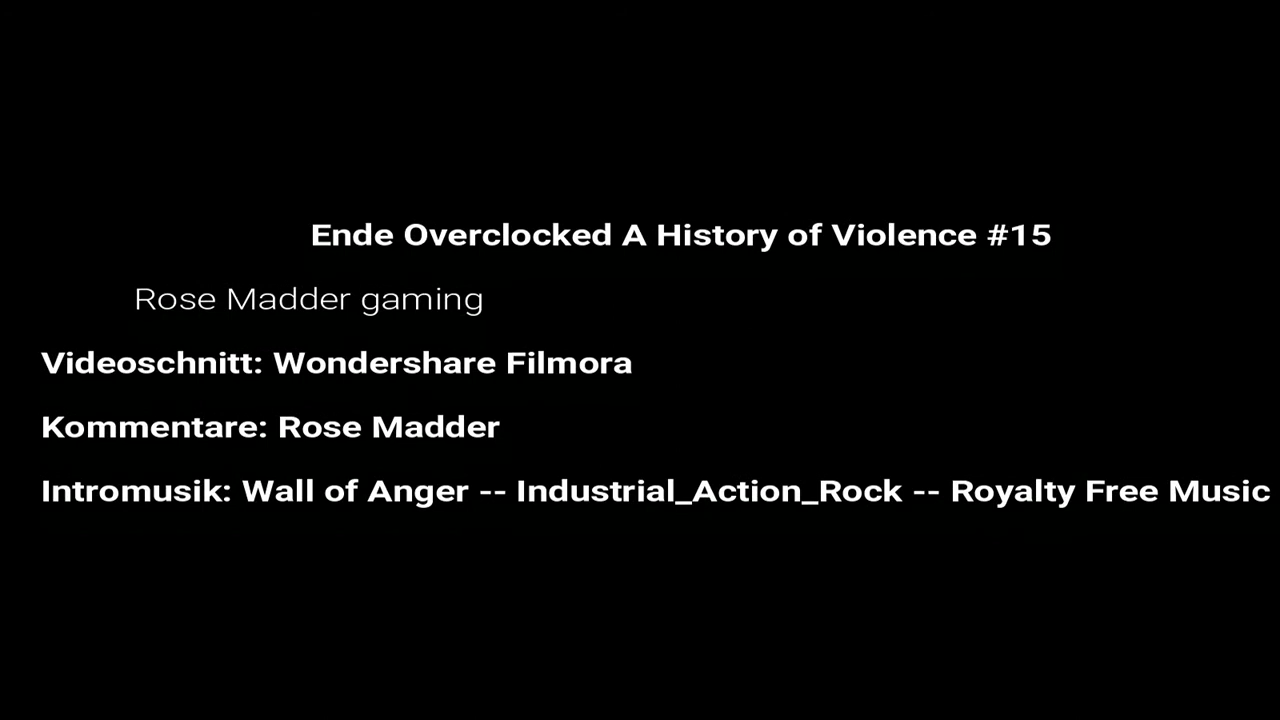 Ende Overclocked A History of Violence #15
Rose Madder gaming
Videoschnitt: Wondershare Filmora
Kommentare: Rose Madder
Intromusik: Wall of Anger -- Industrial_Action_Rock -- Royalty Free Music